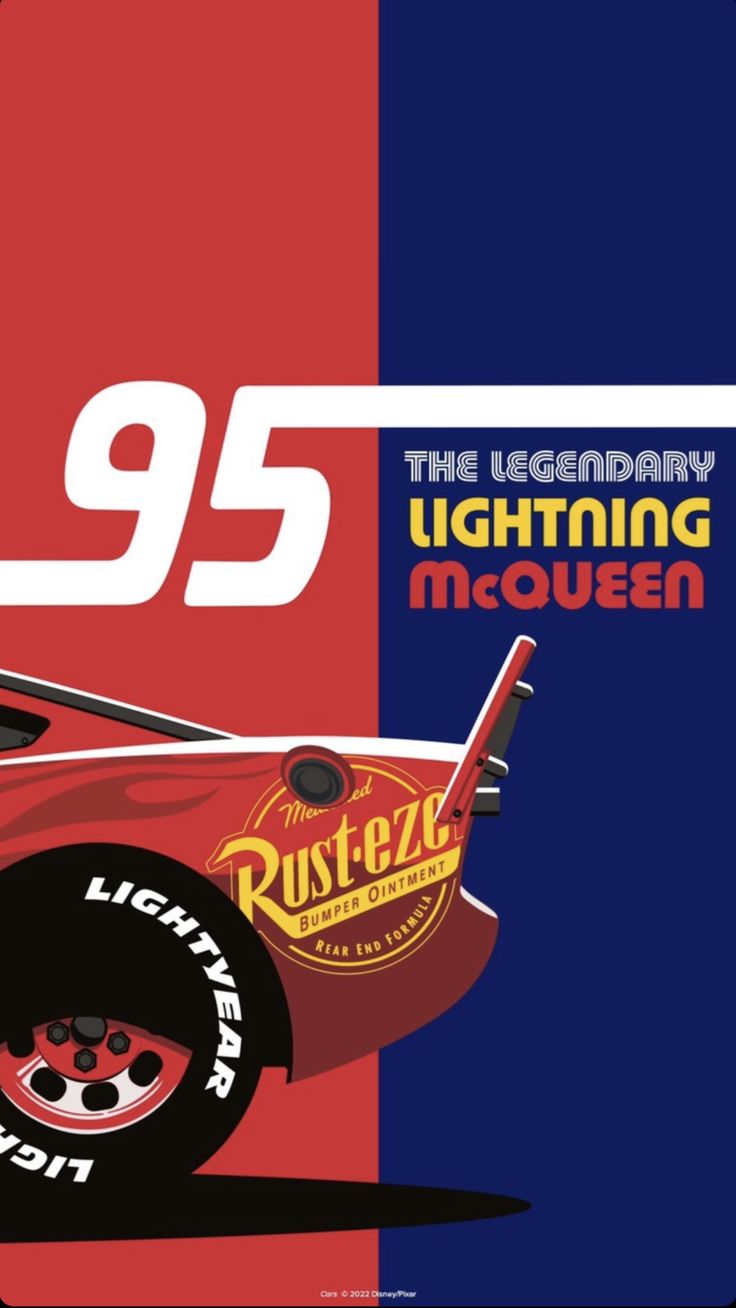 95
THE LEGENDARY
LIGHTNING
McQUEEN
Rust-eze
BUMPER OINTMENT
REAR END FORMULA
LIGHTYEAR
Cars © 2022 Disney/Pixar